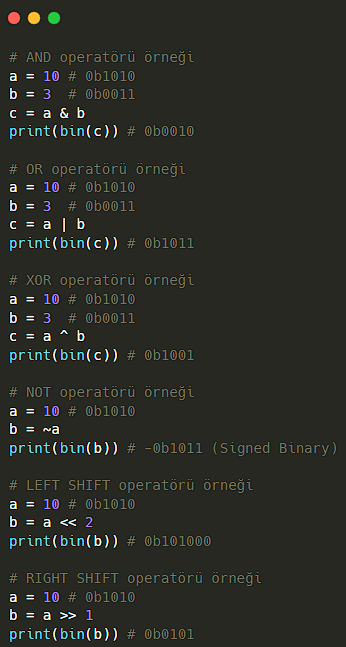 # AND operatörü örneği
a = 10 # 0b1010
b = 3  # 0b0011
c = a & b
print(bin(c)) # 0b0010
# OR operatörü örneği
a = 10 # 0b1010
b = 3  # 0b0011
c = a | b
print(bin(c)) # 0b1011
# XOR operatörü örneği
a = 10 # 0b1010
b = 3  # 0b0011
c = a ^ b
print(bin(c)) # 0b1001
# NOT operatörü örneği
a = 10 # 0b1010
b = ~a
print(bin(b)) # -0b1011 (Signed Binary)
# LEFT SHIFT operatörü örneği
a = 10 # 0b1010
b = a << 2
print(bin(b)) # 0b101000
# RIGHT SHIFT operatörü örneği
a = 10 # 0b1010
b = a >> 1
print(bin(b)) # 0b0101